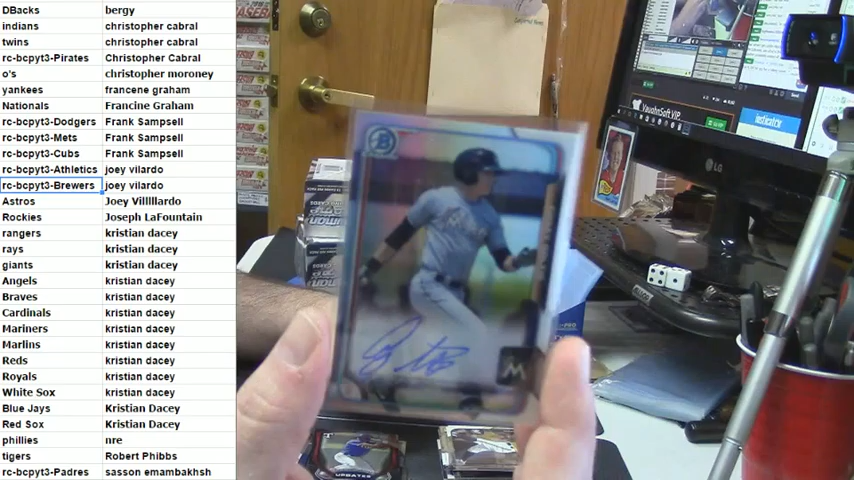 DBacks bergy
indians christopher cabral
twins christopher cabral
rc-bcpyt3-Pirates Christopher Cabral
o's christopher moroney
yankees francene graham
Nationals Francine Graham
rc-bcpyt3-Dodgers Frank Sampsell
rc-bcpyt3-Mets Frank Sampsell
rc-bcpyt3-Cubs Frank Sampsell
rc-bcpyt3-Athletics joey vilardo
rc-bcpyt3-Brewers joey vilardo
Astros Joey Villlllardo
Rockies Joseph LaFountain
rangers kristian dacey
rays kristian dacey
giants kristian dacey
Angels kristian dacey
Braves kristian dacey
Cardinals kristian dacey
Mariners kristian dacey
Marlins kristian dacey
Reds kristian dacey
Royals kristian dacey
White Sox kristian dacey
Blue Jays Kristian Dacey
Red Sox Kristian Dacey
phillies nre
tigers Robert Phibbs
rc-bcpyt3-Padres sasson emambakhsh
VaughnSoft VIP
LG
B
M
UPDATE